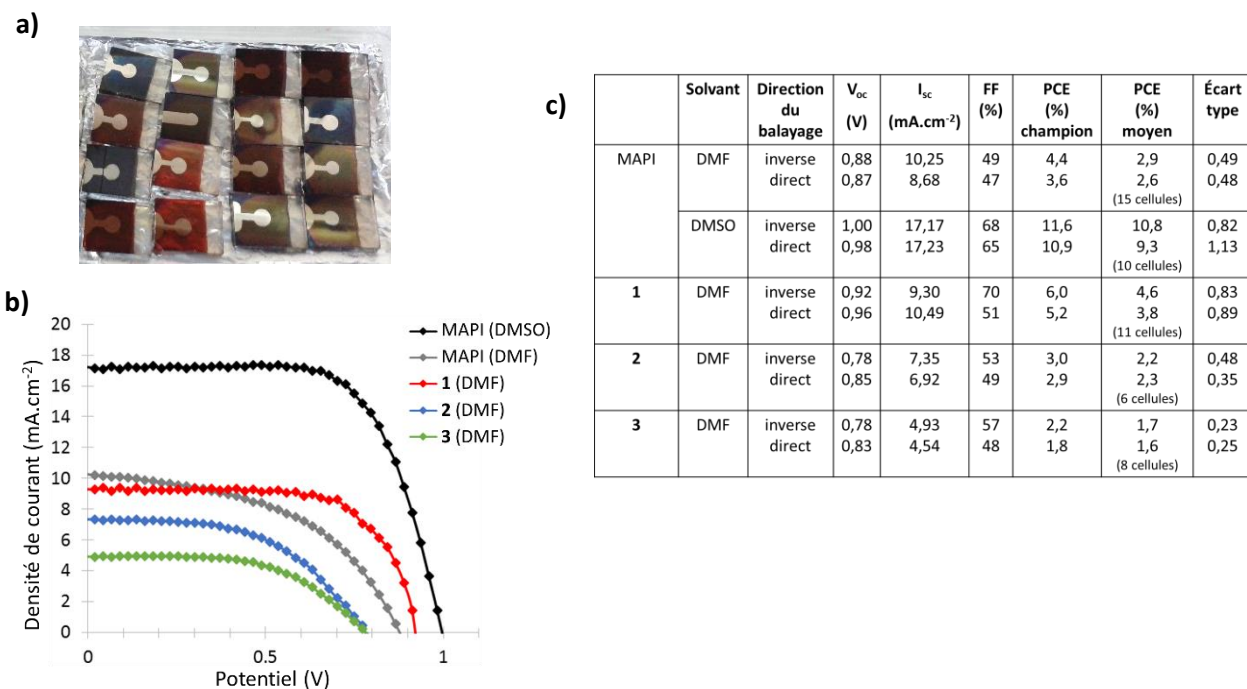 a)
b)
20
18
16
14
12
10
8
6
4
2
0
0
0.5
1
Densité de courant (mA.cm-2)
Potentiel (V)
MAPI (DMSO)
MAPI (DMF)
1 (DMF)
2 (DMF)
3 (DMF)
c)
Solvant Direction du balayage Voc (V) Isc (mA.cm-2) FF (%) PCE (%) champion PCE (%) moyen Écart type
MAPI DMF inverse 0,88 10,25 49 4,4 2,9 0,49
direct 0,87 8,68 47 3,6 2,6 0,48
(15 cellules)
DMSO inverse 1,00 17,17 68 11,6 10,8 0,82
direct 0,98 17,23 65 10,9 9,3 1,13
(10 cellules)
1 DMF inverse 0,92 9,30 70 6,0 4,6 0,83
direct 0,96 10,49 51 5,2 3,8 0,89
(11 cellules)
2 DMF inverse 0,78 7,35 53 3,0 2,2 0,48
direct 0,85 6,92 49 2,9 2,3 0,35
(6 cellules)
3 DMF inverse 0,78 4,93 57 2,2 1,7 0,23
direct 0,83 4,54 48 1,8 1,6 0,25
(8 cellules)